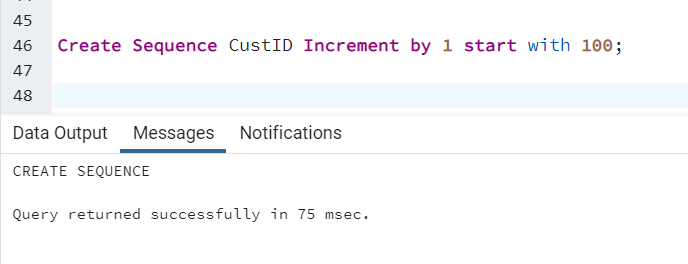 45
46 Create Sequence CustID Increment by 1 start with 100;
47
48
Data Output Messages Notifications
CREATE SEQUENCE
Query returned successfully in 75 msec.